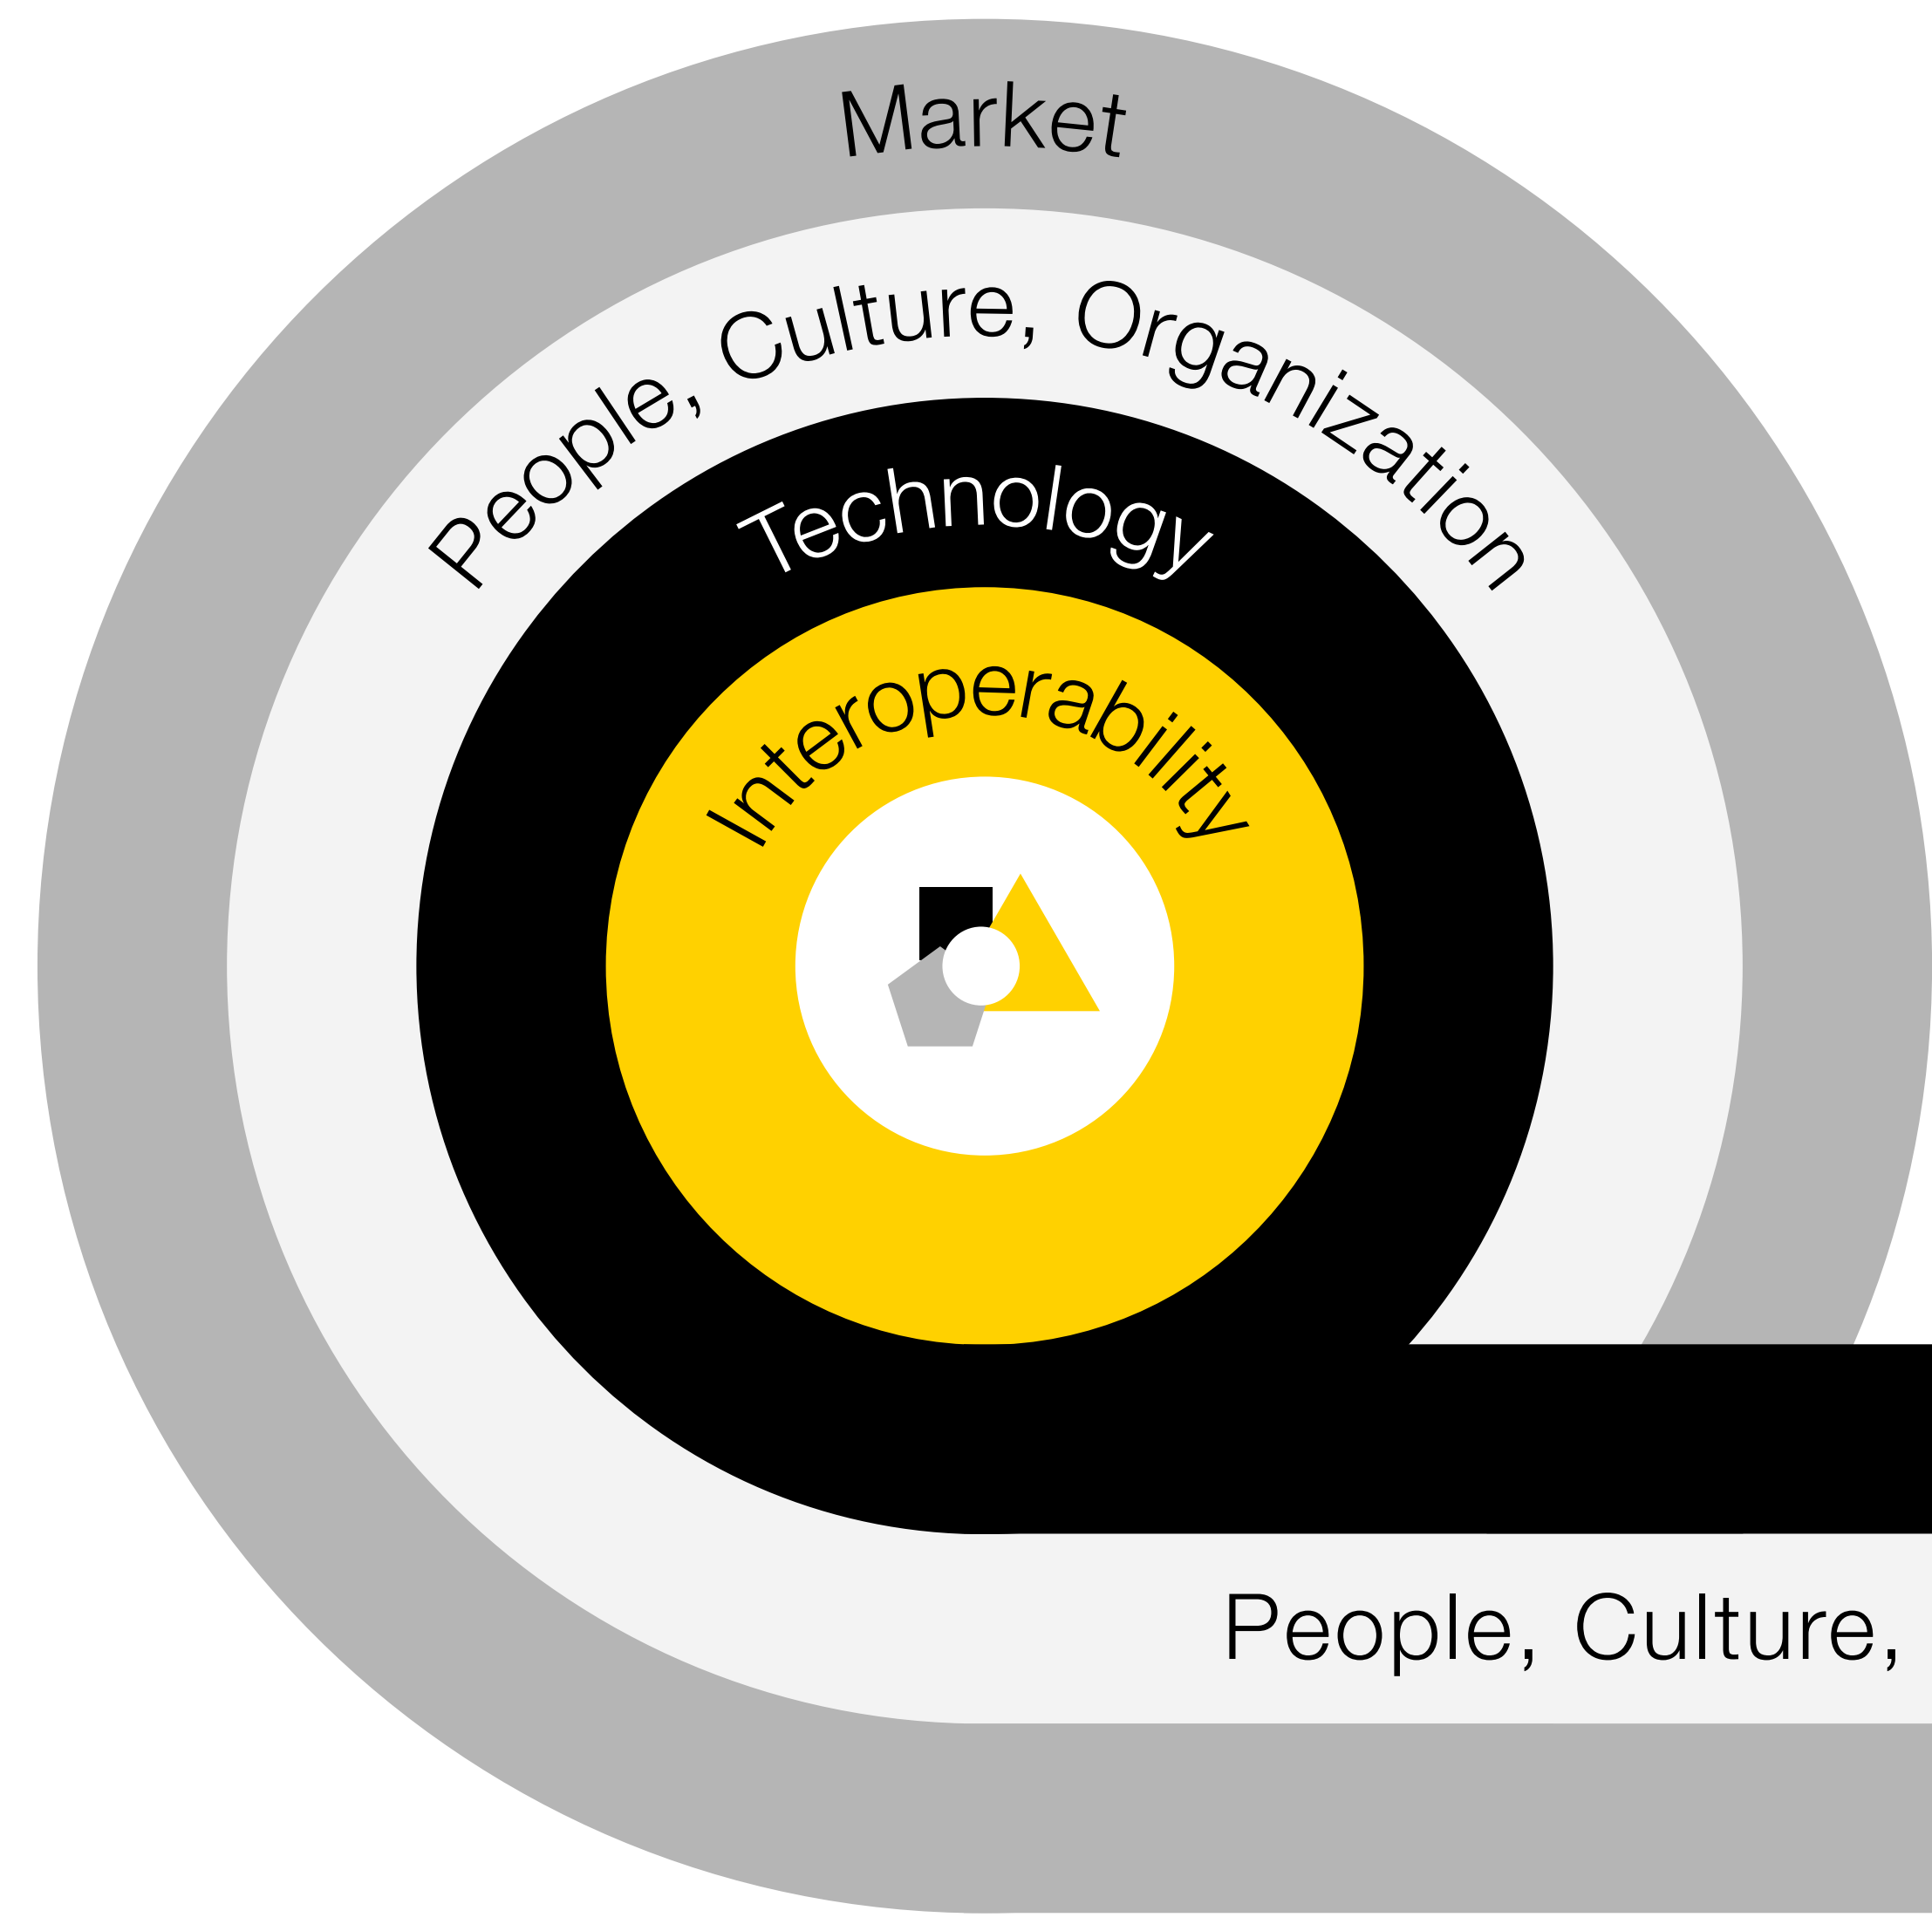 Market
People, Culture, Organization
Technology
Interoperability
People, Culture,